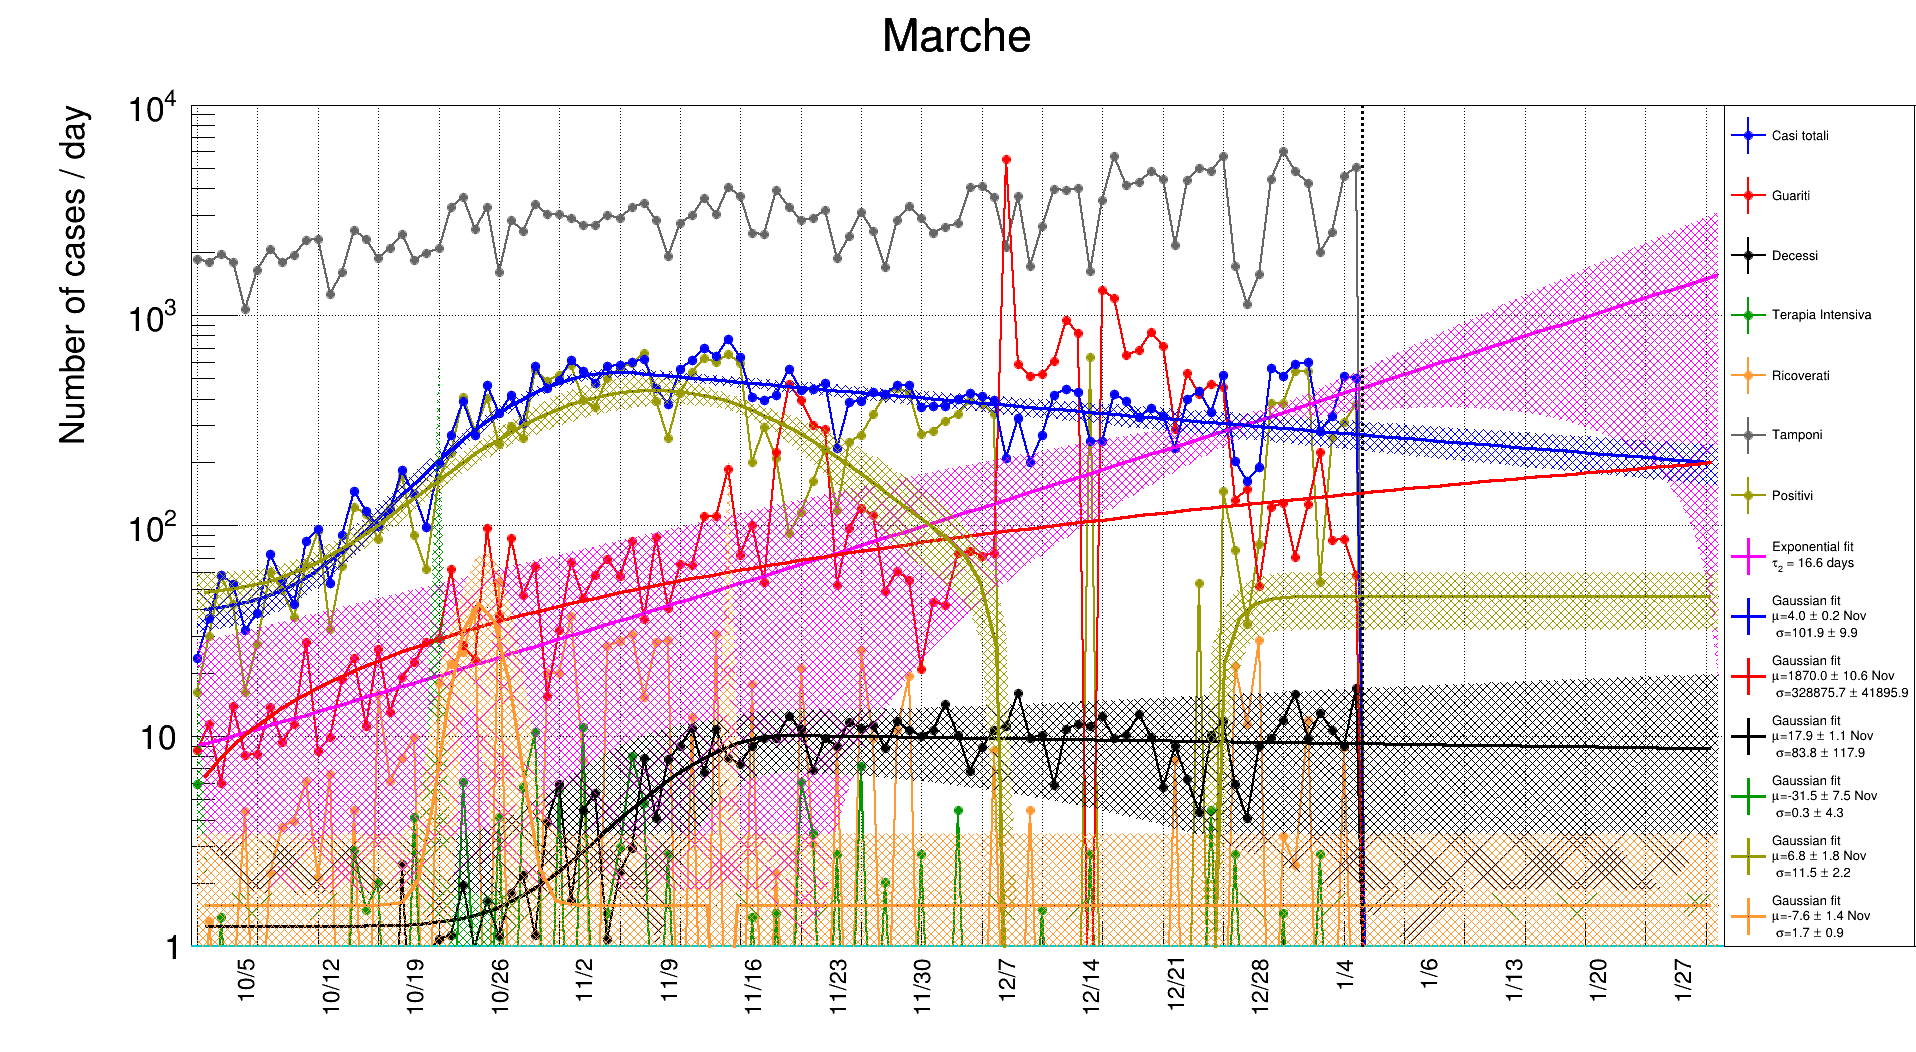 Marche
Number of cases / day
10^4
10^3
10^2
10
1
10/5 10/12 10/19 10/26 11/2 11/9 11/16 11/23 11/30 12/7 12/14 12/21 12/28 1/4 1/6 1/13 1/20 1/27
Casi totali
Guariti
Decessi
Terapia Intensiva
Ricoverati
Tamponi
Positivi
Exponential fit
τ₂ = 16.6 days
Gaussian fit
μ=4.0 ± 0.2 Nov
σ=101.9 ± 9.9
Gaussian fit
μ=1870.0 ± 10.6 Nov
σ=328875.7 ± 41895.9
Gaussian fit
μ=17.9 ± 1.1 Nov
σ=83.8 ± 117.9
Gaussian fit
μ=-31.5 ± 7.5 Nov
σ=0.3 ± 4.3
Gaussian fit
μ=6.8 ± 1.8 Nov
σ=11.5 ± 2.2
Gaussian fit
μ=-7.6 ± 1.4 Nov
σ=1.7 ± 0.9